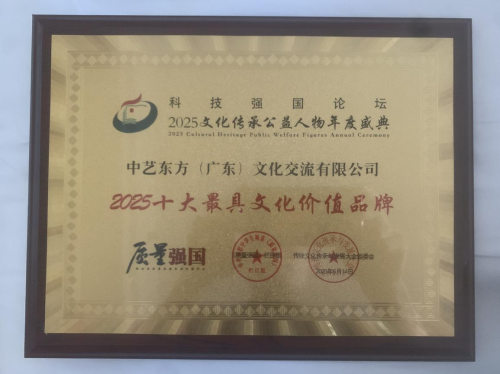 科技强国论坛
2025文化传承公益人物年度盛典
2025 Cultural Heritage Public Welfare Figures Annual Ceremony
中艺东方（广东）文化交流有限公司
2025十大最具文化价值品牌
质量强国